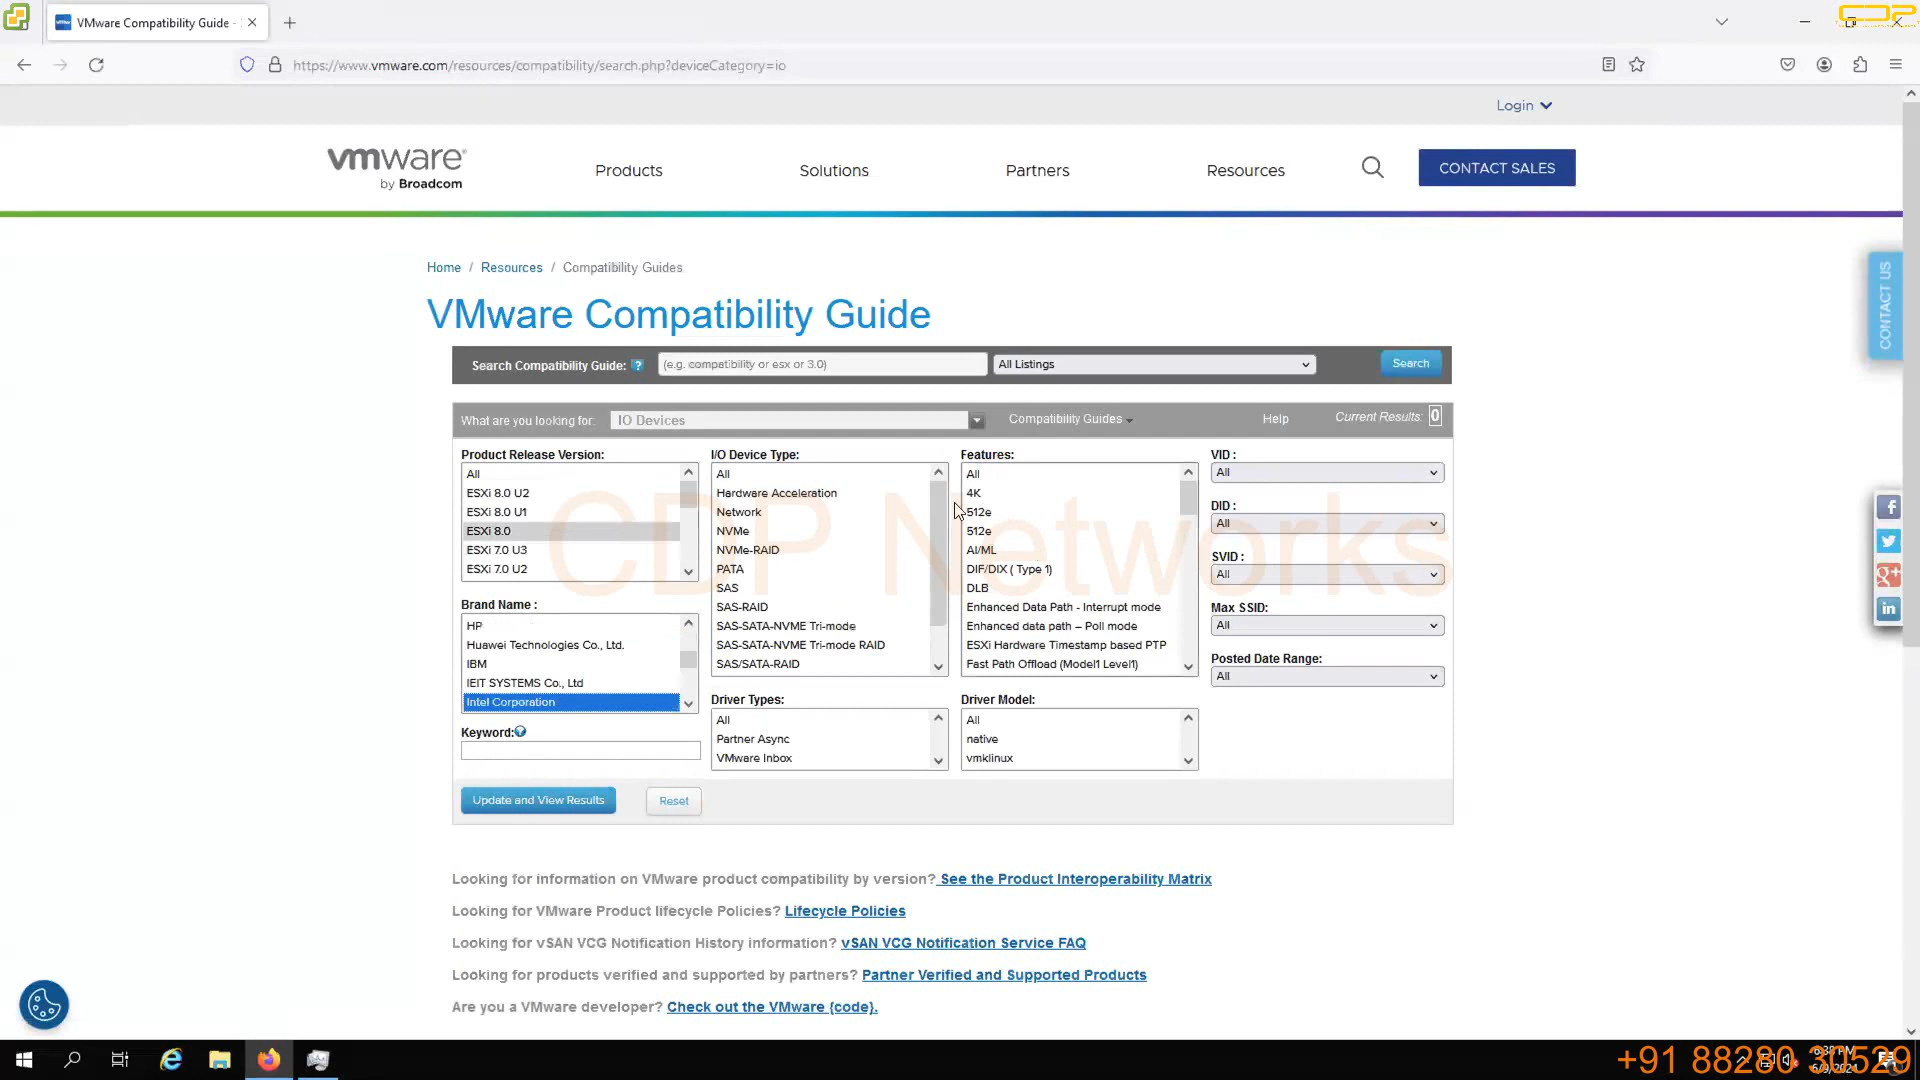 VMware Compatibility Guide -
CDP
https://www.vmware.com/resources/compatibility/search.php?deviceCategory=io
Login
vmware®
by Broadcom
Products
Solutions
Partners
Resources
CONTACT SALES
CONTACT US
Home / Resources / Compatibility Guides
VMware Compatibility Guide
Search Compatibility Guide: ?
(e.g. compatibility or esx or 3.0)
All Listings
Search
What are you looking for:
IO Devices
Compatibility Guides
Help
Current Results: 0
Product Release Version:
All
ESXi 8.0 U2
ESXi 8.0 U1
ESXi 8.0
ESXi 7.0 U3
ESXi 7.0 U2
Brand Name :
HP
Huawei Technologies Co., Ltd.
IBM
IEIT SYSTEMS Co., Ltd
Intel Corporation
Keyword: ?
I/O Device Type:
All
Hardware Acceleration
Network
NVMe
NVMe-RAID
PATA
SAS
SAS-RAID
SAS-SATA-NVME Tri-mode
SAS-SATA-NVME Tri-mode RAID
SAS/SATA-RAID
Driver Types:
All
Partner Async
VMware Inbox
Features:
All
4K
512e
512e
AI/ML
DIF/DIX ( Type 1)
DLB
Enhanced Data Path - Interrupt mode
Enhanced data path – Poll mode
ESXi Hardware Timestamp based PTP
Fast Path Offload (Model1 Level1)
Driver Model:
All
native
vmklinux
VID :
All
DID :
All
SVID :
All
Max SSID:
All
Posted Date Range:
All
CDP Networks
Update and View Results
Reset
Looking for information on VMware product compatibility by version? See the Product Interoperability Matrix
Looking for VMware Product lifecycle Policies? Lifecycle Policies
Looking for vSAN VCG Notification History information? vSAN VCG Notification Service FAQ
Looking for products verified and supported by partners? Partner Verified and Supported Products
Are you a VMware developer? Check out the VMware {code}.
+91 88280 30529